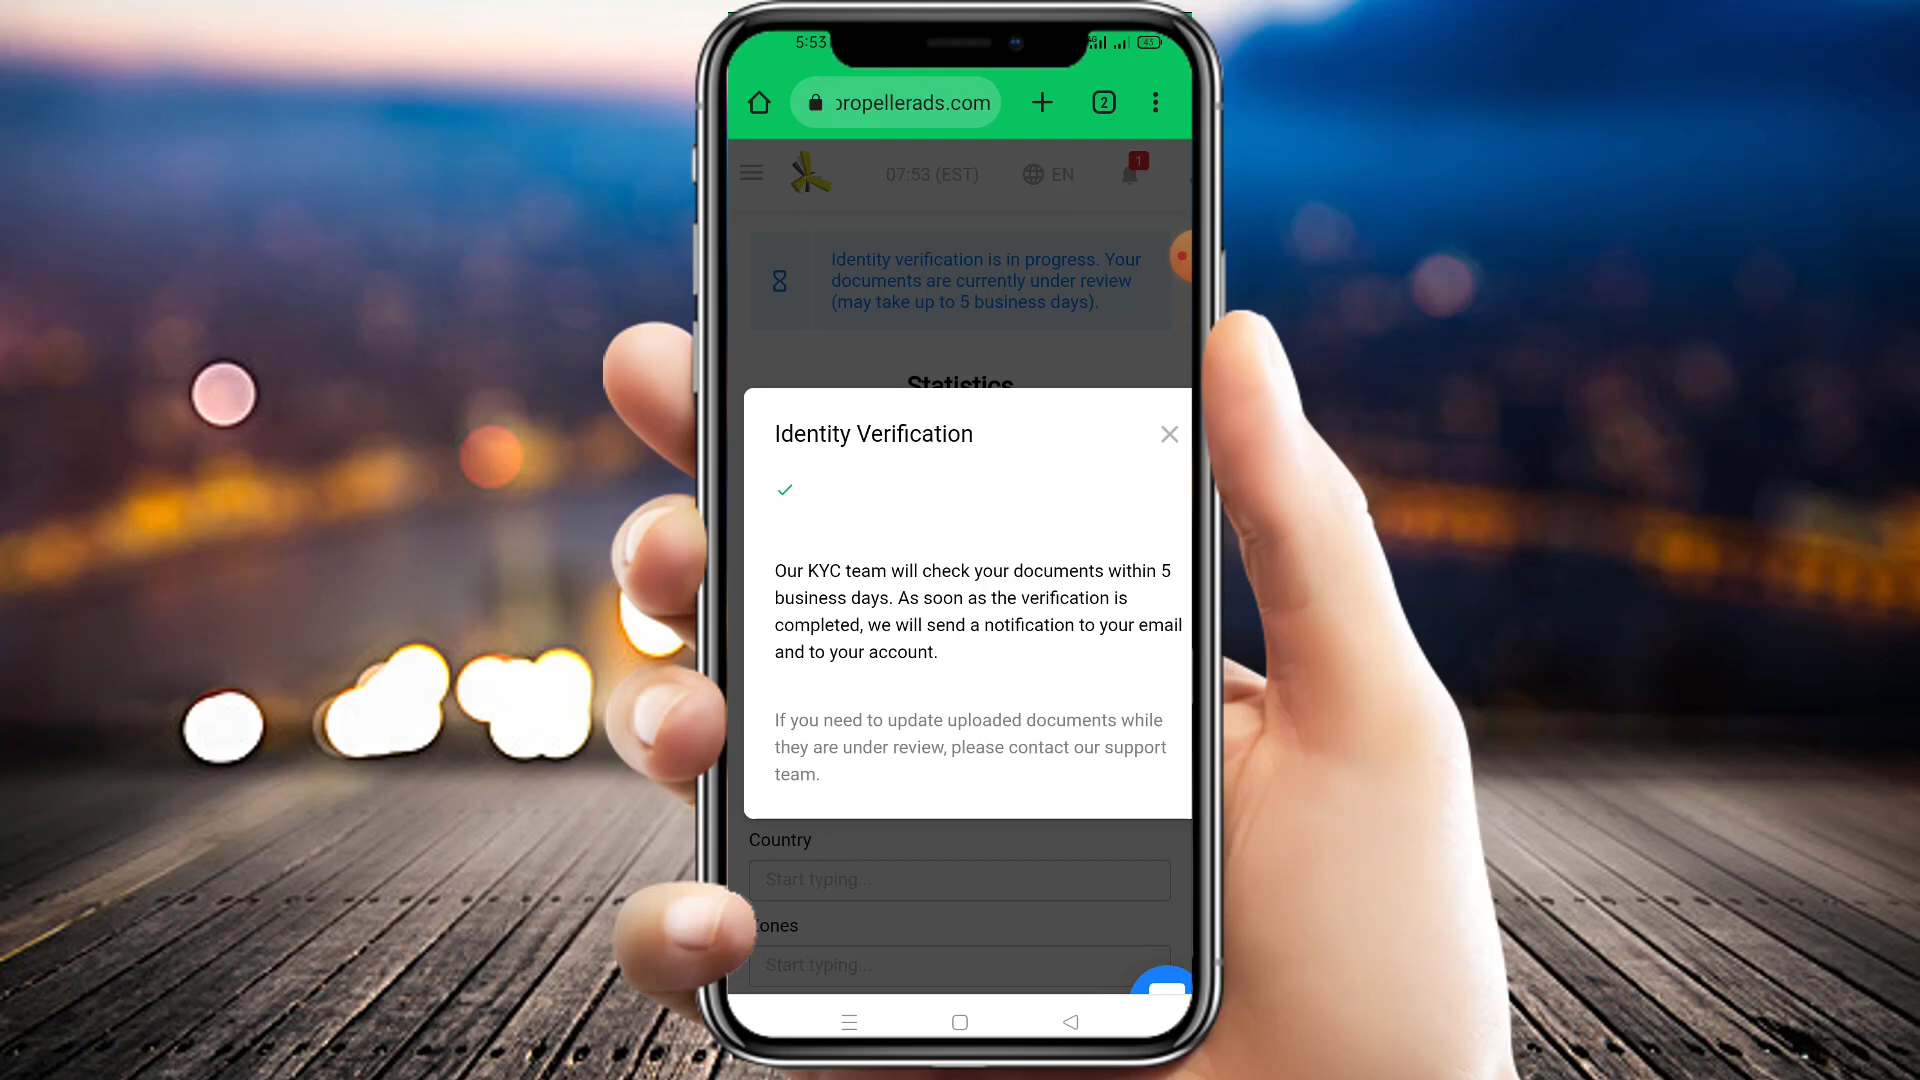 5:53
4G
43
propellerads.com
2
07:53 (EST)
EN
1
Identity verification is in progress. Your
documents are currently under review
(may take up to 5 business days).
Statistics
Identity Verification
Our KYC team will check your documents within 5
business days. As soon as the verification is
completed, we will send a notification to your email
and to your account.
If you need to update uploaded documents while
they are under review, please contact our support
team.
Country
Start typing...
Zones
Start typing...